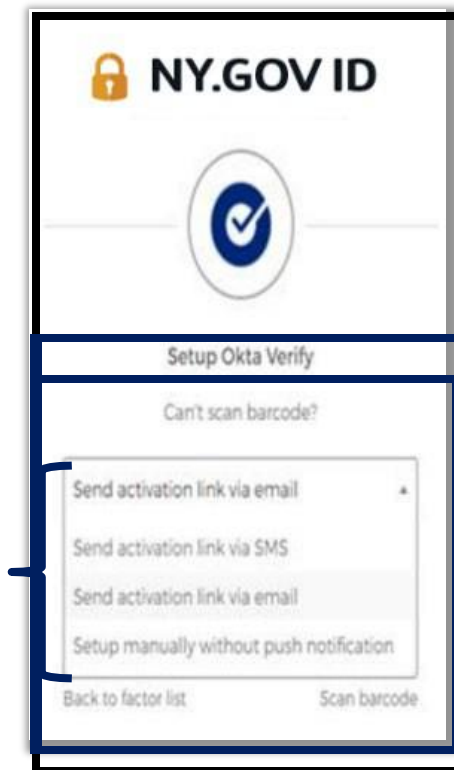 NY.GOV ID
Setup Okta Verify
Can't scan barcode?
Send activation link via email
Send activation link via SMS
Send activation link via email
Setup manually without push notification
Back to factor list Scan barcode